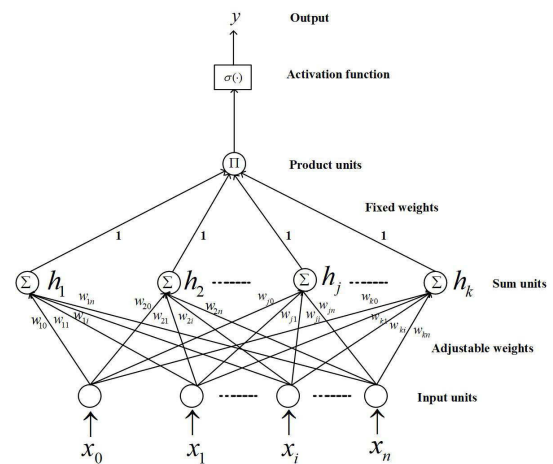 y Output
σ(·) Activation function
Π Product units
Fixed weights
1 1 1 1
Σ h₁ Σ h₂ Σ hⱼ Σ hₖ Sum units
w₁₀ w₁₁ w₁ᵢ w₁ₙ w₂₀ w₂₁ w₂ᵢ w₂ₙ wⱼ₀ wⱼ₁ wⱼᵢ wⱼₙ wₖ₀ wₖ₁ wₖᵢ wₖₙ
Adjustable weights
Input units
x₀ x₁ xᵢ xₙ